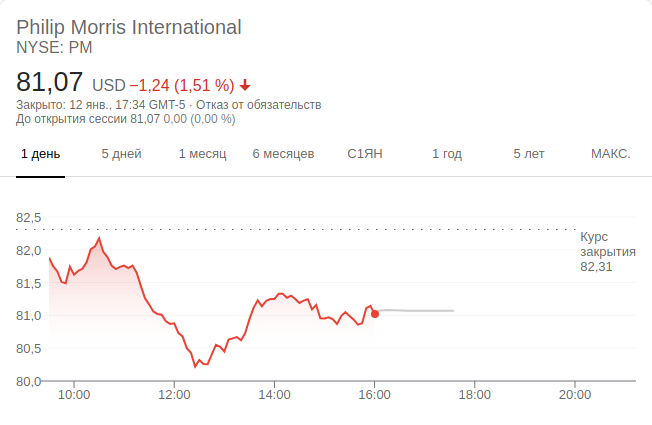 Philip Morris International
NYSE: PM
81,07 USD −1,24 (1,51 %)
Закрыто: 12 янв., 17:34 GMT-5 · Отказ от обязательств
До открытия сессии 81,07 0,00 (0,00 %)
1 день 5 дней 1 месяц 6 месяцев С1ЯН 1 год 5 лет МАКС.
82,5
Курс
закрытия
82,31
82,0
81,5
81,0
80,5
80,0
10:00 12:00 14:00 16:00 18:00 20:00